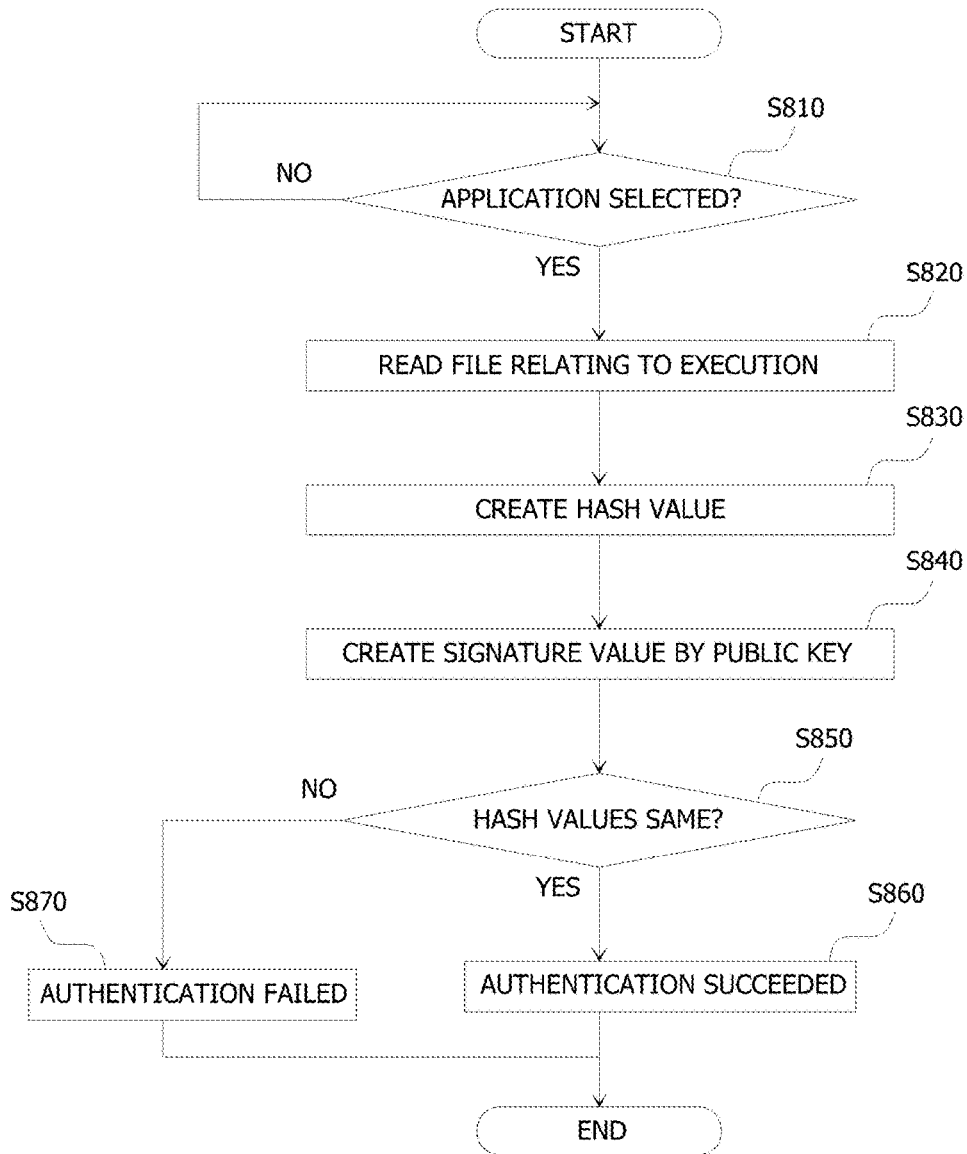 START
S810
NO
APPLICATION SELECTED?
YES
S820
READ FILE RELATING TO EXECUTION
S830
CREATE HASH VALUE
S840
CREATE SIGNATURE VALUE BY PUBLIC KEY
S850
NO
HASH VALUES SAME?
YES
S870
S860
AUTHENTICATION FAILED
AUTHENTICATION SUCCEEDED
END